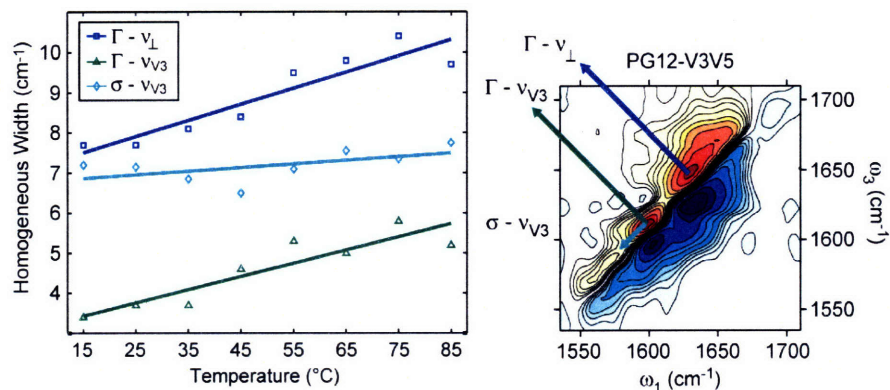 Γ - ν⊥
Γ - νV3
σ - νV3
10
9
8
7
6
5
4
Homogeneous Width (cm⁻¹)
15 25 35 45 55 65 75 85
Temperature (°C)
Γ - ν⊥
PG12-V3V5
Γ - νV3
σ - νV3
1700
1650
1600
1550
ω3 (cm⁻¹)
1550 1600 1650 1700
ω1 (cm⁻¹)